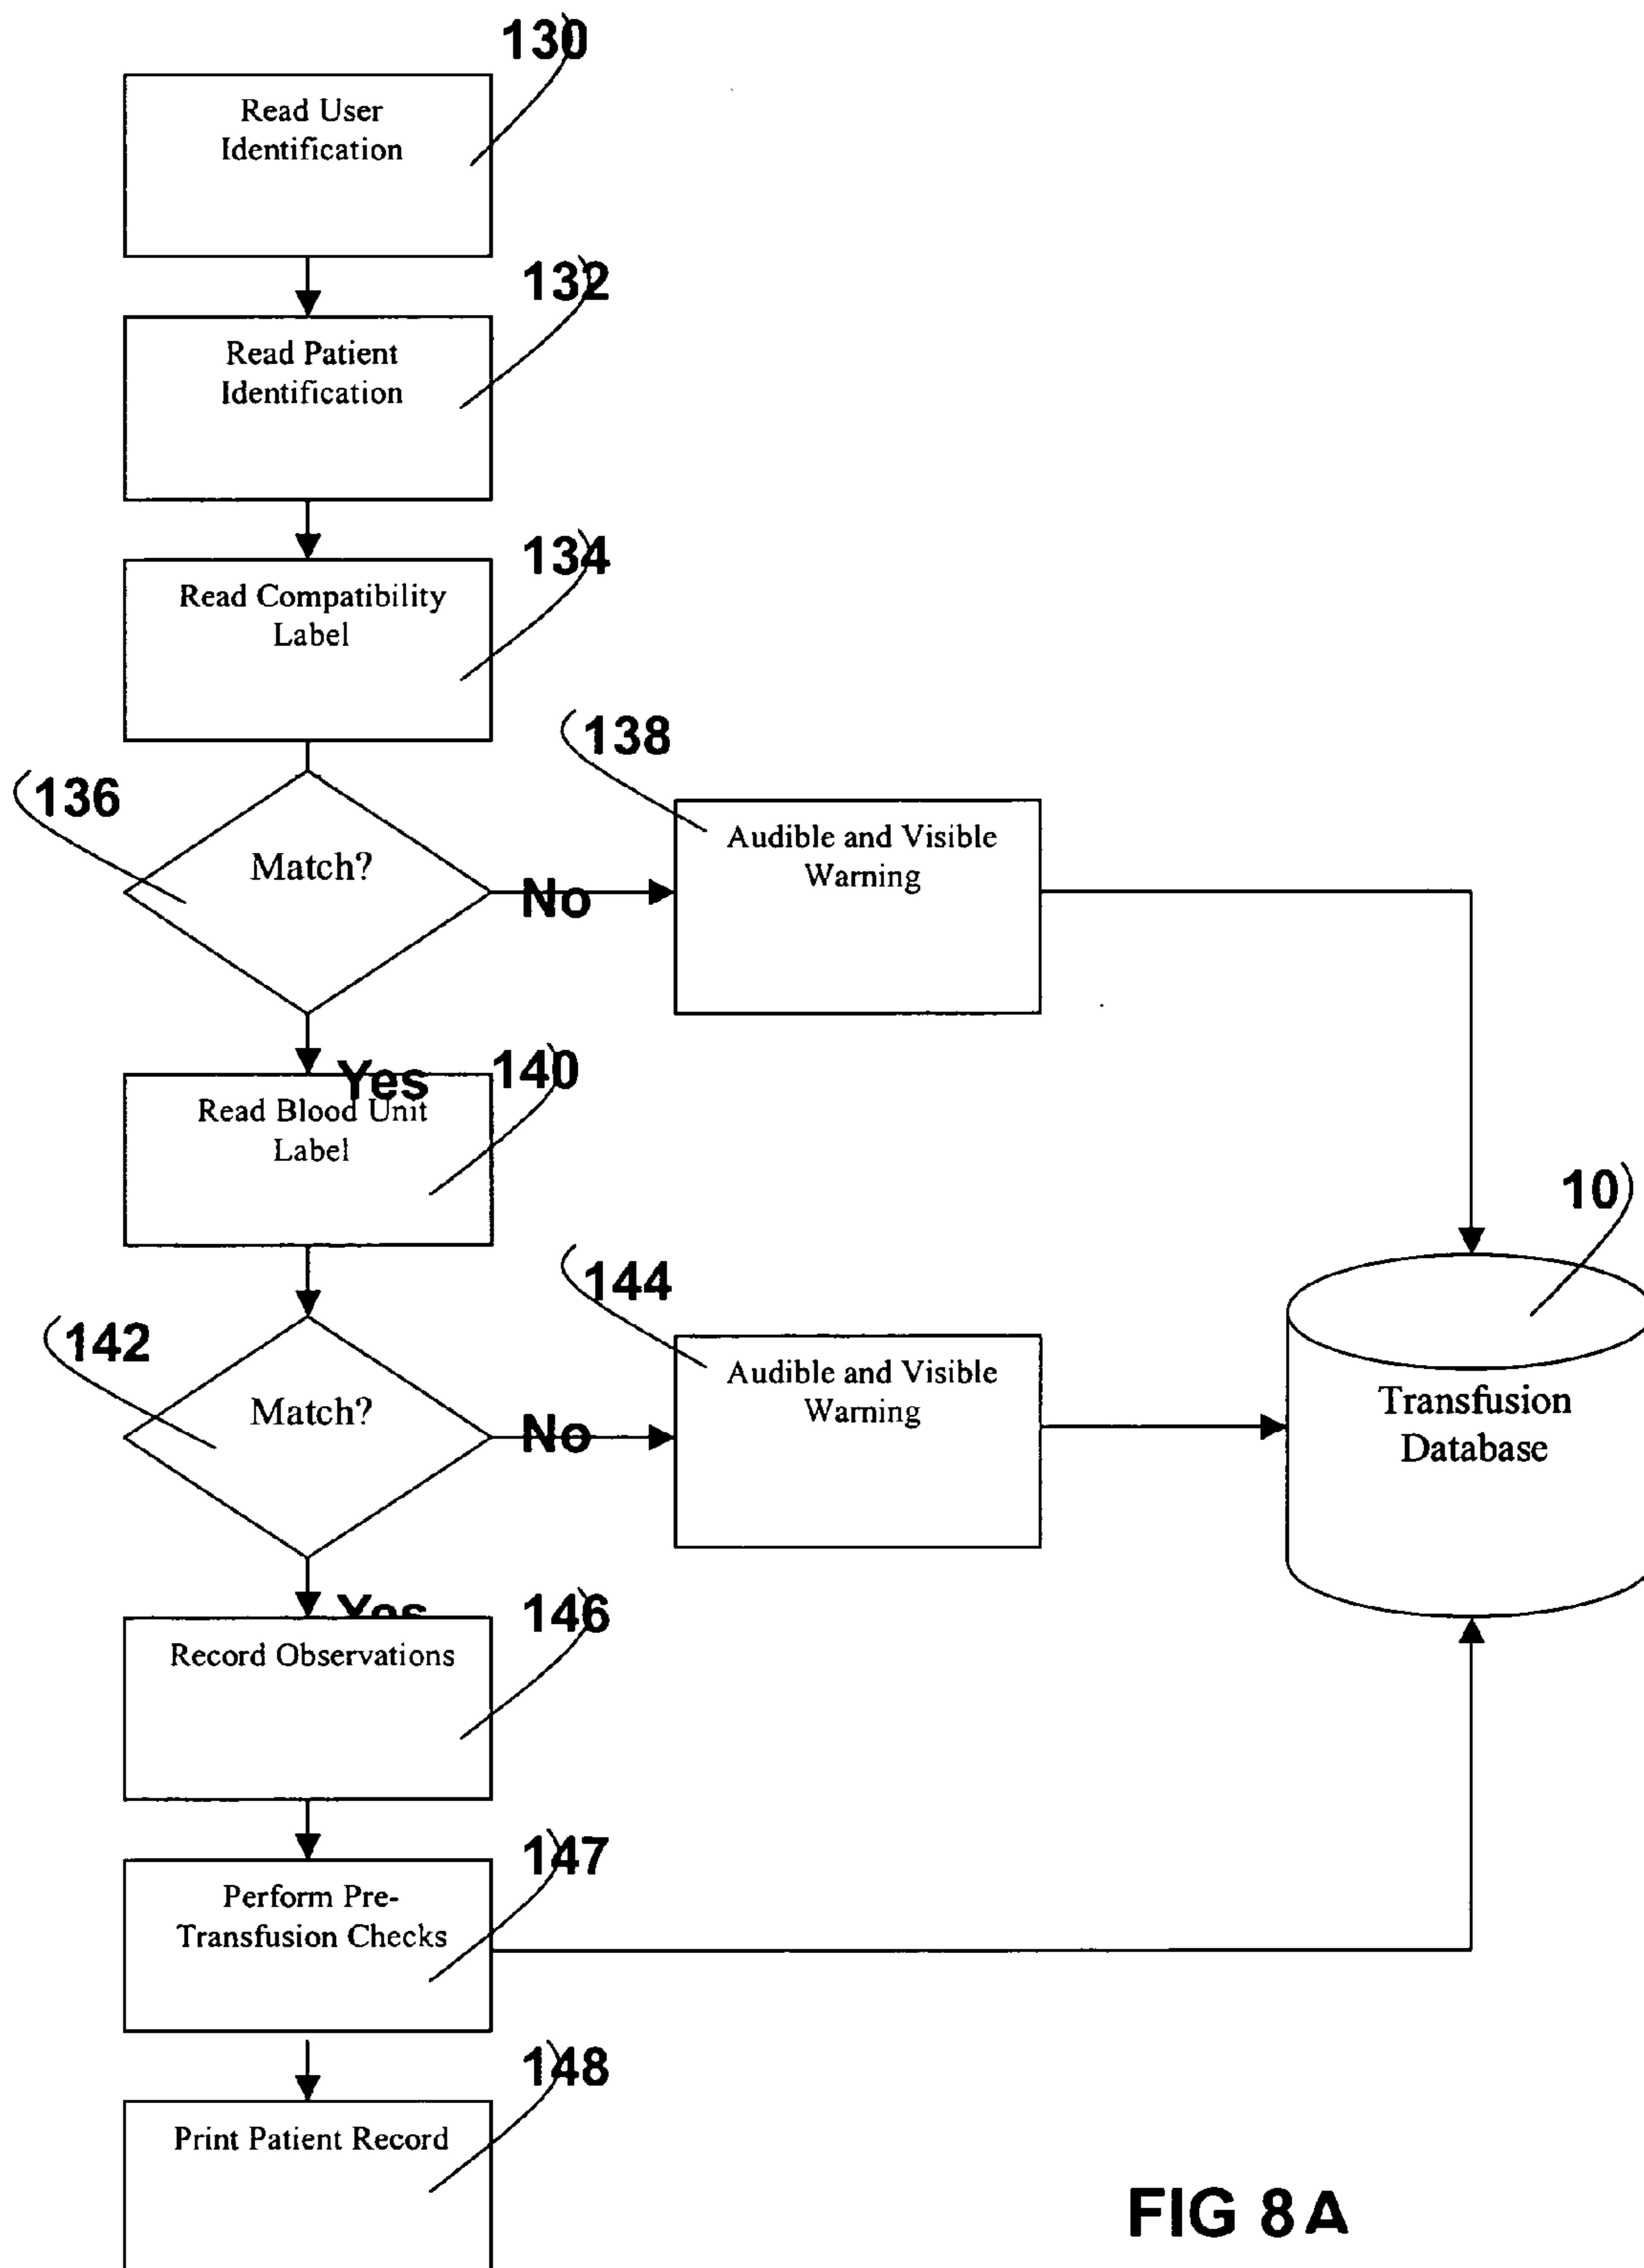 130
Read User
Identification
132
Read Patient
Identification
134
Read Compatibility
Label
136
Match?
No
138
Audible and Visible
Warning
Yes
140
Read Blood Unit
Label
142
Match?
No
144
Audible and Visible
Warning
10
Transfusion
Database
Yes
146
Record Observations
147
Perform Pre-
Transfusion Checks
148
Print Patient Record
FIG 8A